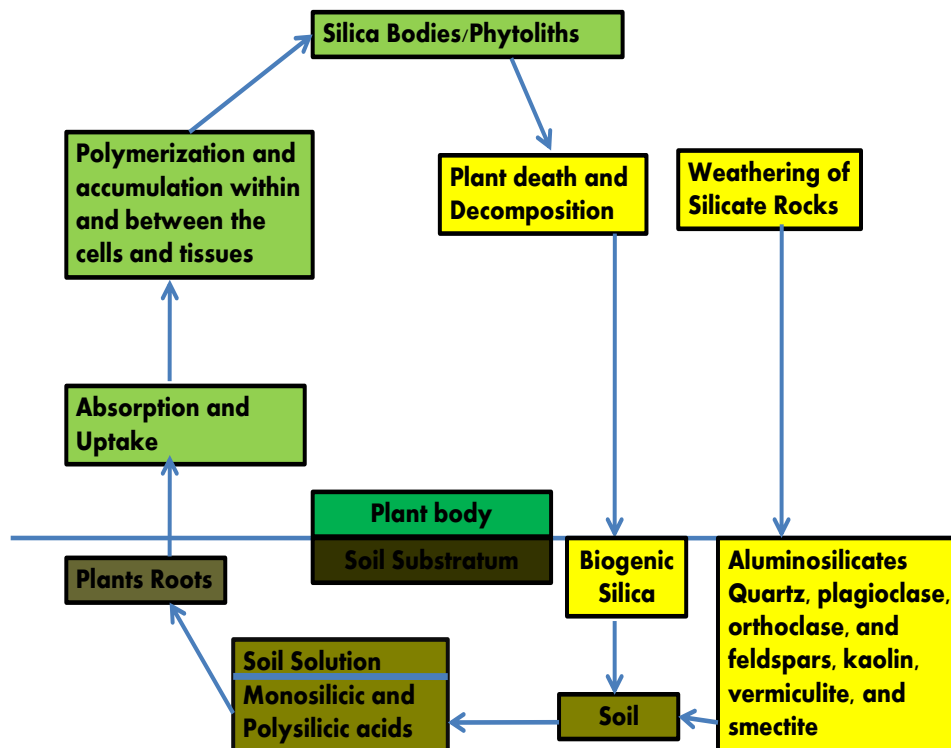 Silica Bodies/Phytoliths
Polymerization and
accumulation within
and between the
cells and tissues
Plant death and
Decomposition
Weathering of
Silicate Rocks
Absorption and
Uptake
Plant body
Soil Substratum
Plants Roots
Biogenic
Silica
Aluminosilicates
Quartz, plagioclase,
orthoclase, and
feldspars, kaolin,
vermiculite, and
smectite
Soil Solution
Monosilicic and
Polysilicic acids
Soil